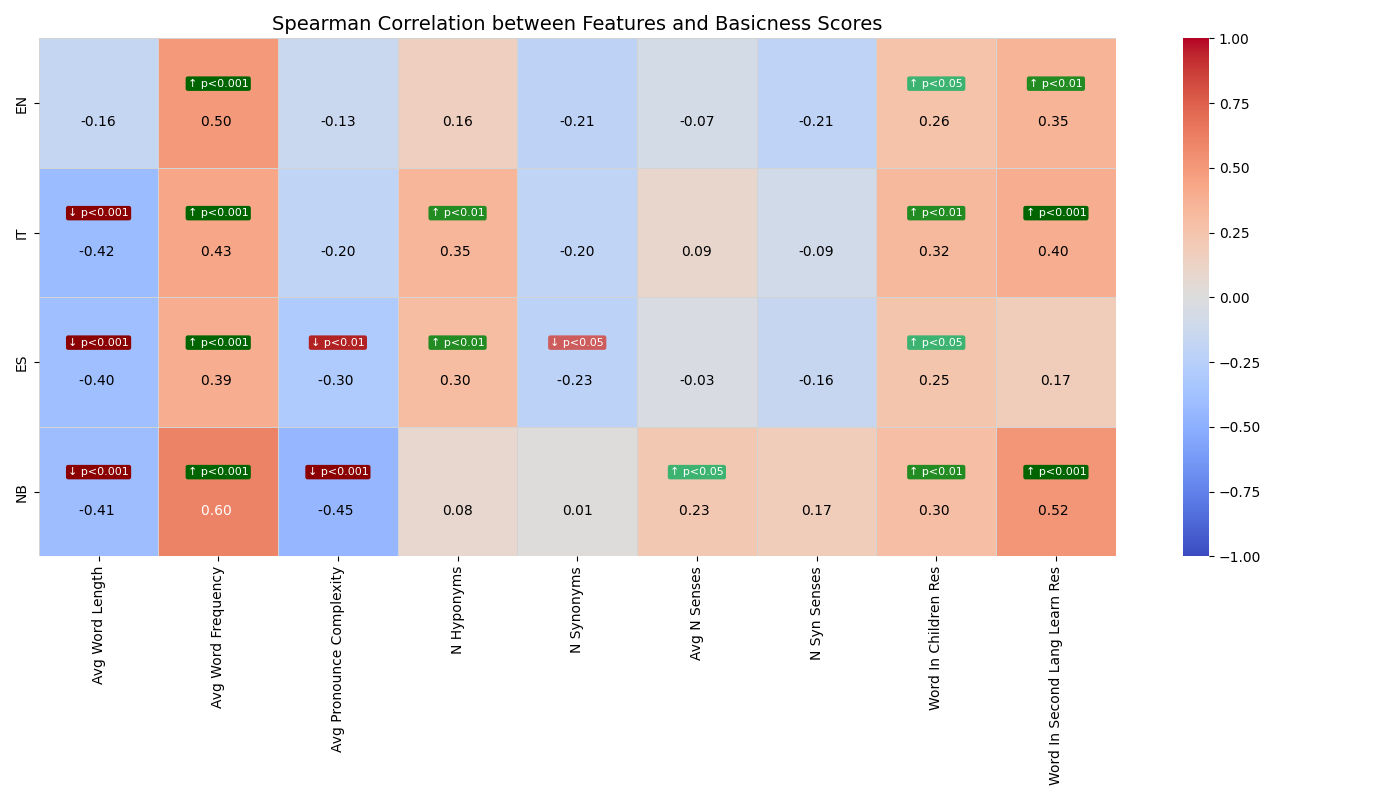 Spearman Correlation between Features and Basicness Scores
EN
↑ p<0.001
↑ p<0.05
↑ p<0.01
-0.16
0.50
-0.13
0.16
-0.21
-0.07
-0.21
0.26
0.35
IT
↓ p<0.001
↑ p<0.001
↑ p<0.01
↑ p<0.01
↑ p<0.001
-0.42
0.43
-0.20
0.35
-0.20
0.09
-0.09
0.32
0.40
ES
↓ p<0.001
↑ p<0.001
↓ p<0.01
↑ p<0.01
↓ p<0.05
↑ p<0.05
-0.40
0.39
-0.30
0.30
-0.23
-0.03
-0.16
0.25
0.17
NB
↓ p<0.001
↑ p<0.001
↓ p<0.001
↑ p<0.05
↑ p<0.01
↑ p<0.001
-0.41
0.60
-0.45
0.08
0.01
0.23
0.17
0.30
0.52
Avg Word Length
Avg Word Frequency
Avg Pronounce Complexity
N Hyponyms
N Synonyms
Avg N Senses
N Syn Senses
Word In Children Res
Word In Second Lang Learn Res
1.00
0.75
0.50
0.25
0.00
−0.25
−0.50
−0.75
−1.00